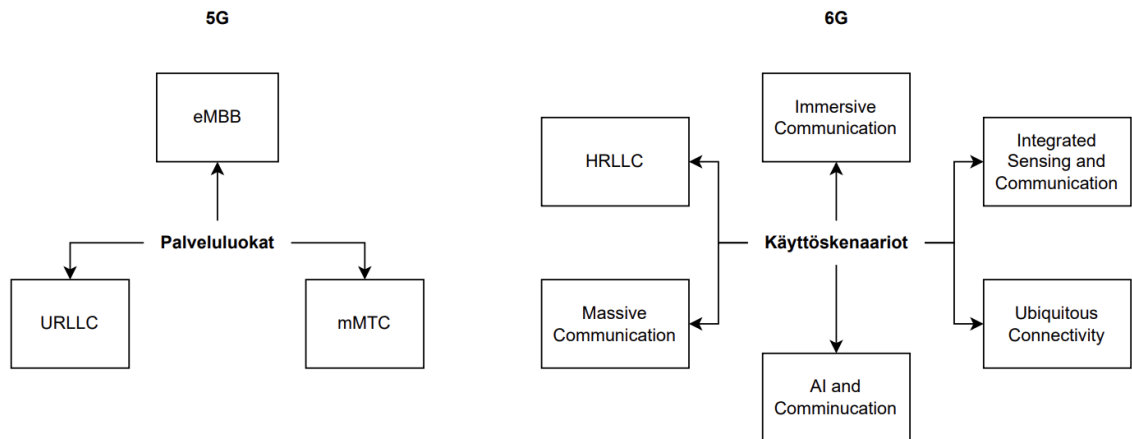 5G
eMBB
Palveluluokat
URLLC
mMTC
6G
Immersive
Communication
HRLLC
Integrated
Sensing and
Communication
Käyttöskenaariot
Massive
Communication
Ubiquitous
Connectivity
AI and
Comminucation